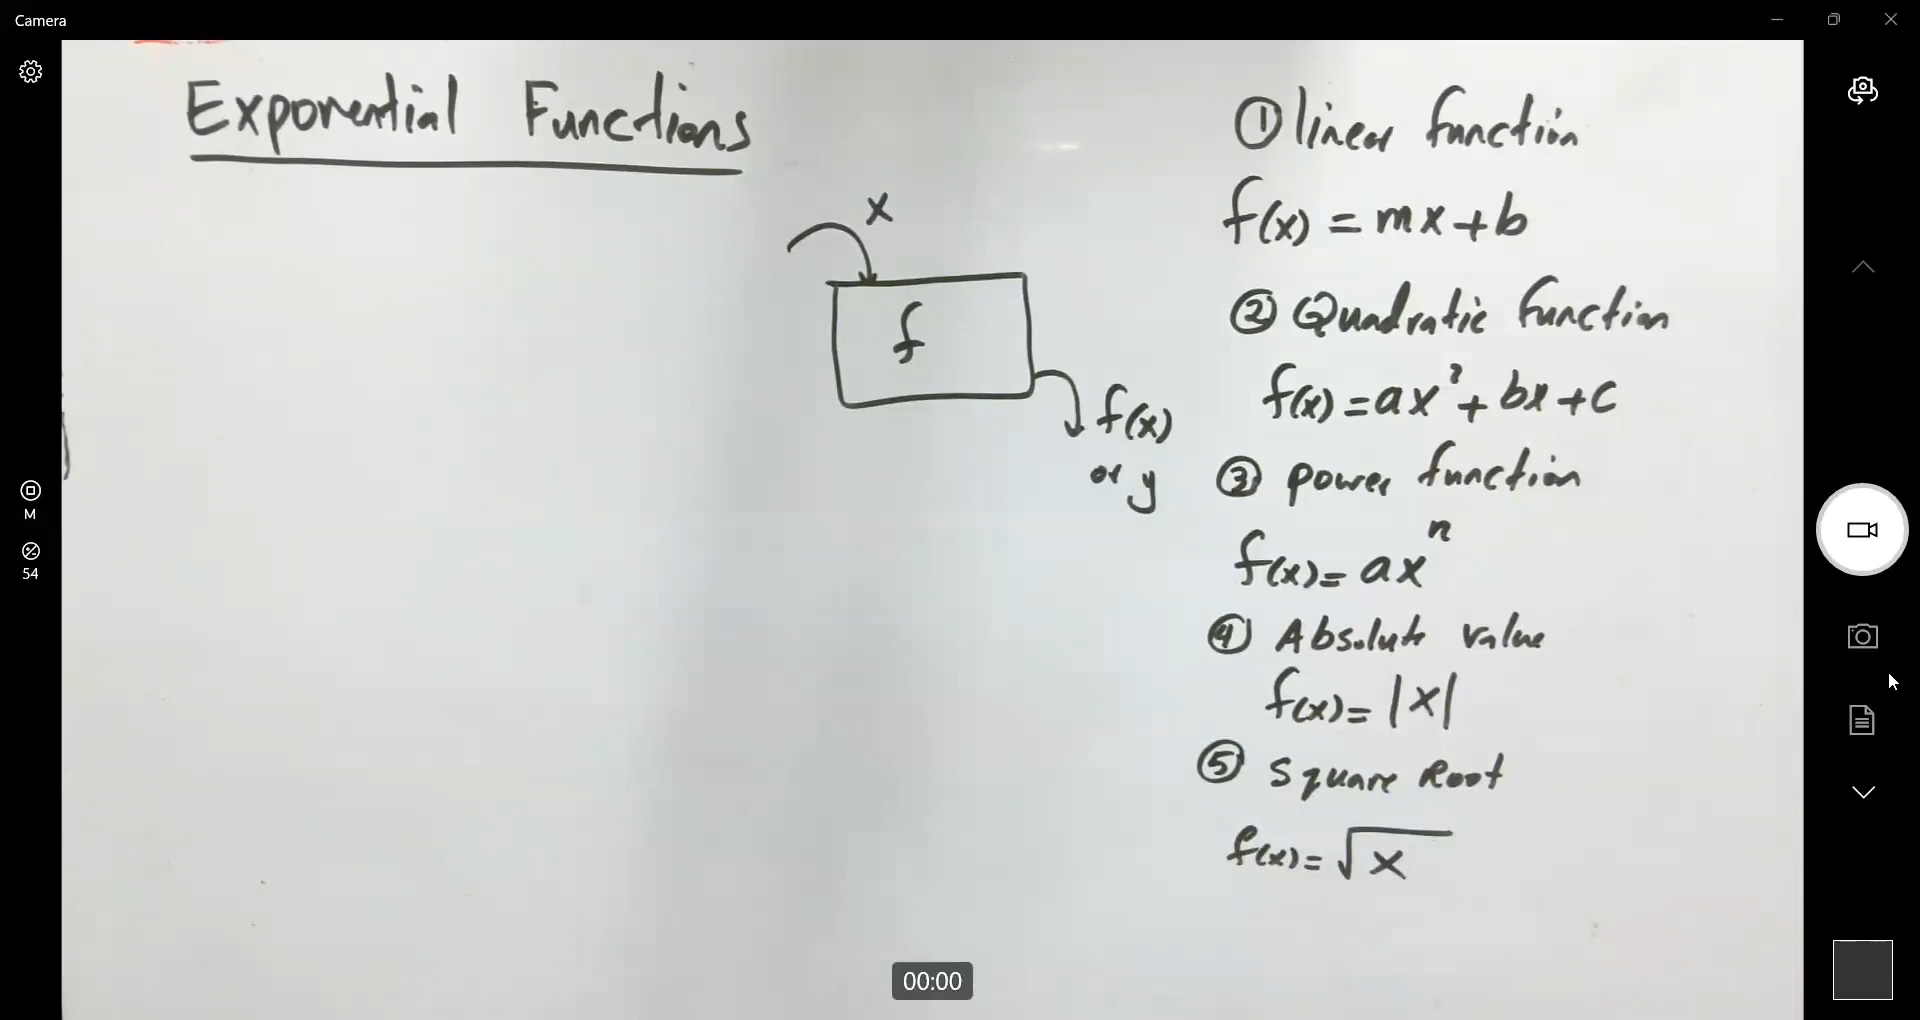 Camera
Exponential Functions
x
f
f(x)
or y
① linear function
f(x) = mx + b
② Quadratic function
f(x) = ax² + bx + c
③ power function
f(x) = axⁿ
④ Absolute value
f(x) = |x|
⑤ Square Root
f(x) = √x
M
54
00:00